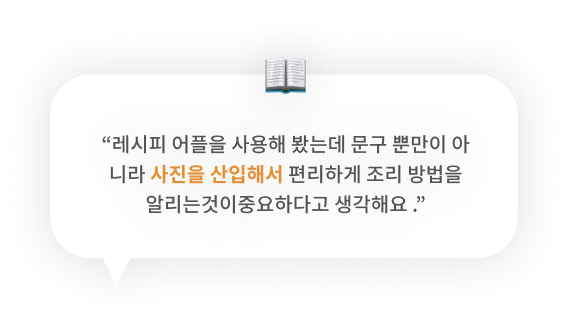 “레시피 어플을 사용해 봤는데 문구 뿐만이 아
니라 사진을 산입해서 편리하게 조리 방법을
알리는것이중요하다고 생각해요 .”